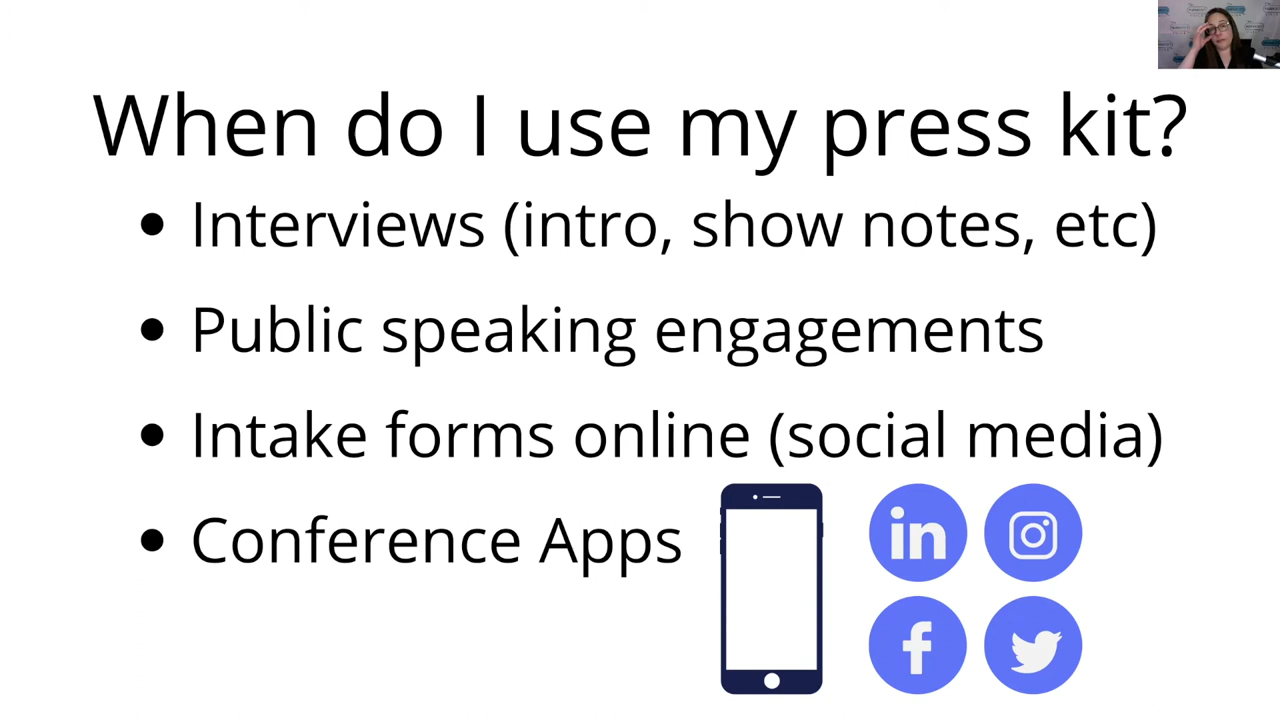 When do I use my press kit?
• Interviews (intro, show notes, etc)
• Public speaking engagements
• Intake forms online (social media)
• Conference Apps
in
f